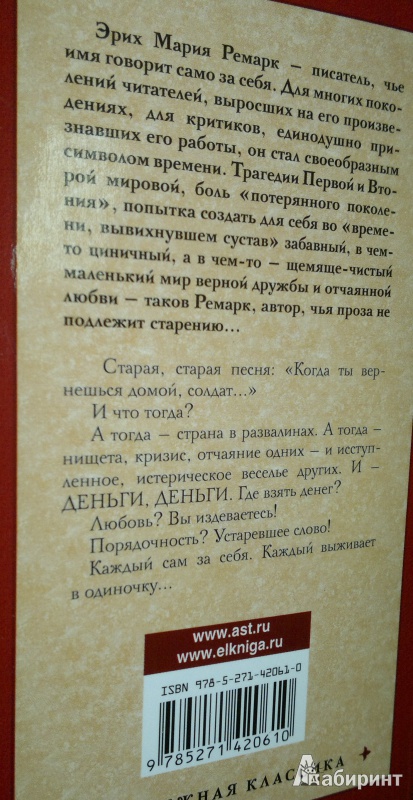 Эрих Мария Ремарк – писатель, чье
имя говорит само за себя. Для многих поко-
лений читателей, выросших на его произве-
дениях, для критиков, единодушно при-
знавших его работы, он стал своеобразным
символом времени. Трагедии Первой и Вто-
рой мировой, боль «потерянного поколе-
ния», попытка создать для себя во «време-
ни, вывихнувшем сустав» забавный, в чем-
то циничный, а в чем-то – щемяще-чистый
маленький мир верной дружбы и отчаянной
любви – таков Ремарк, автор, чья проза не
подлежит старению...
Старая, старая песня: «Когда ты вер-
нешься домой, солдат...»
И что тогда?
А тогда – страна в развалинах. А тогда –
нищета, кризис, отчаяние одних – и исступ-
ленное, истерическое веселье других. И –
ДЕНЬГИ, ДЕНЬГИ. Где взять денег?
Любовь? Вы издеваетесь!
Порядочность? Устаревшее слово!
Каждый сам за себя. Каждый выживает
в одиночку...
www.ast.ru
www.elkniga.ru
ISBN 978-5-271-42061-0
9 785271 420610
КЛАССИКА
Лабиринт